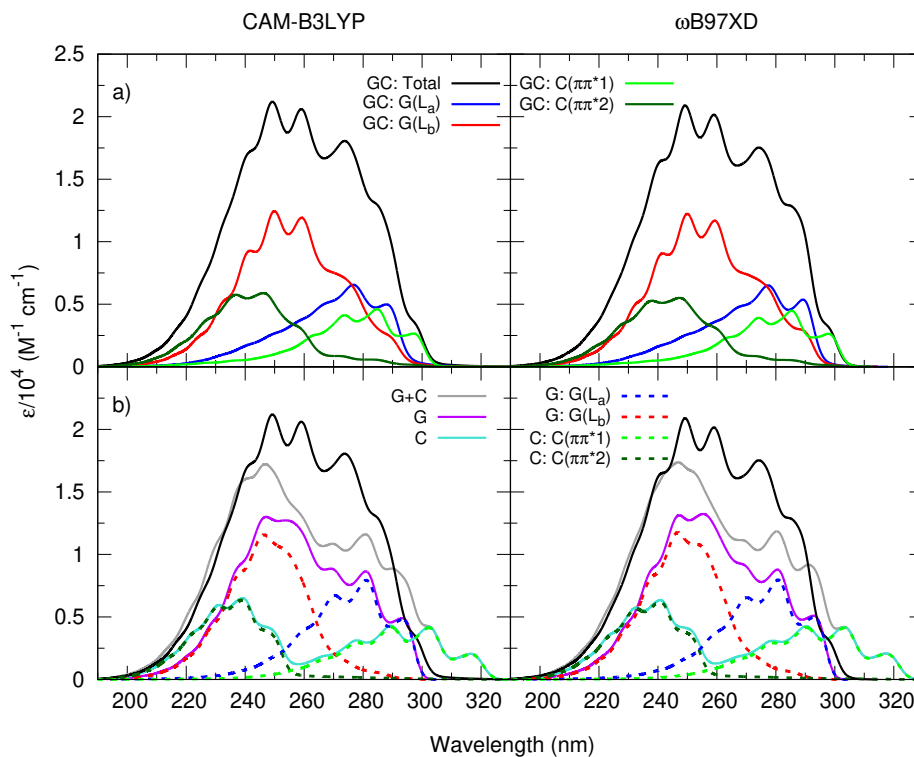 CAM-B3LYP
ωB97XD
a)
GC: Total
GC: G(Lₐ)
GC: G(L_b)
GC: C(ππ*1)
GC: C(ππ*2)
2.5
2
1.5
1
0.5
0
b)
G+C
G
C
G: G(Lₐ)
G: G(L_b)
C: C(ππ*1)
C: C(ππ*2)
2
1.5
1
0.5
0
ε/10⁴ (M⁻¹ cm⁻¹)
200 220 240 260 280 300 320
200 220 240 260 280 300 320
Wavelength (nm)